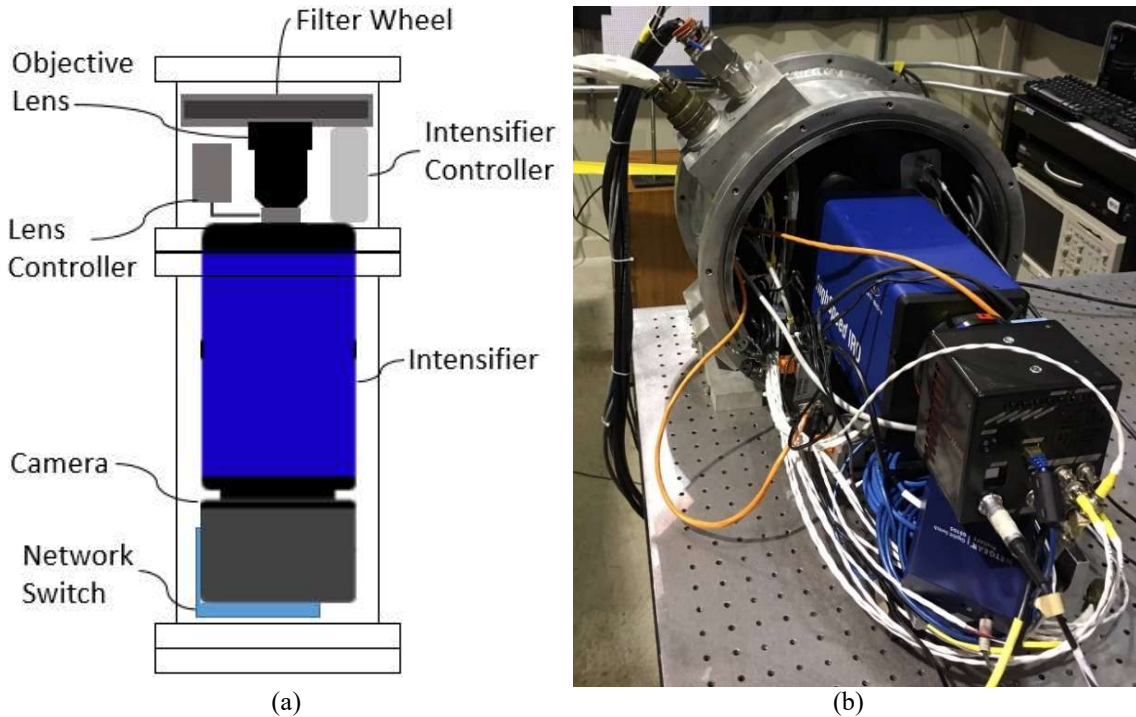 Filter Wheel
Objective
Lens
Intensifier
Controller
Lens
Controller
Intensifier
Camera
Network
Switch
(a)
(b)